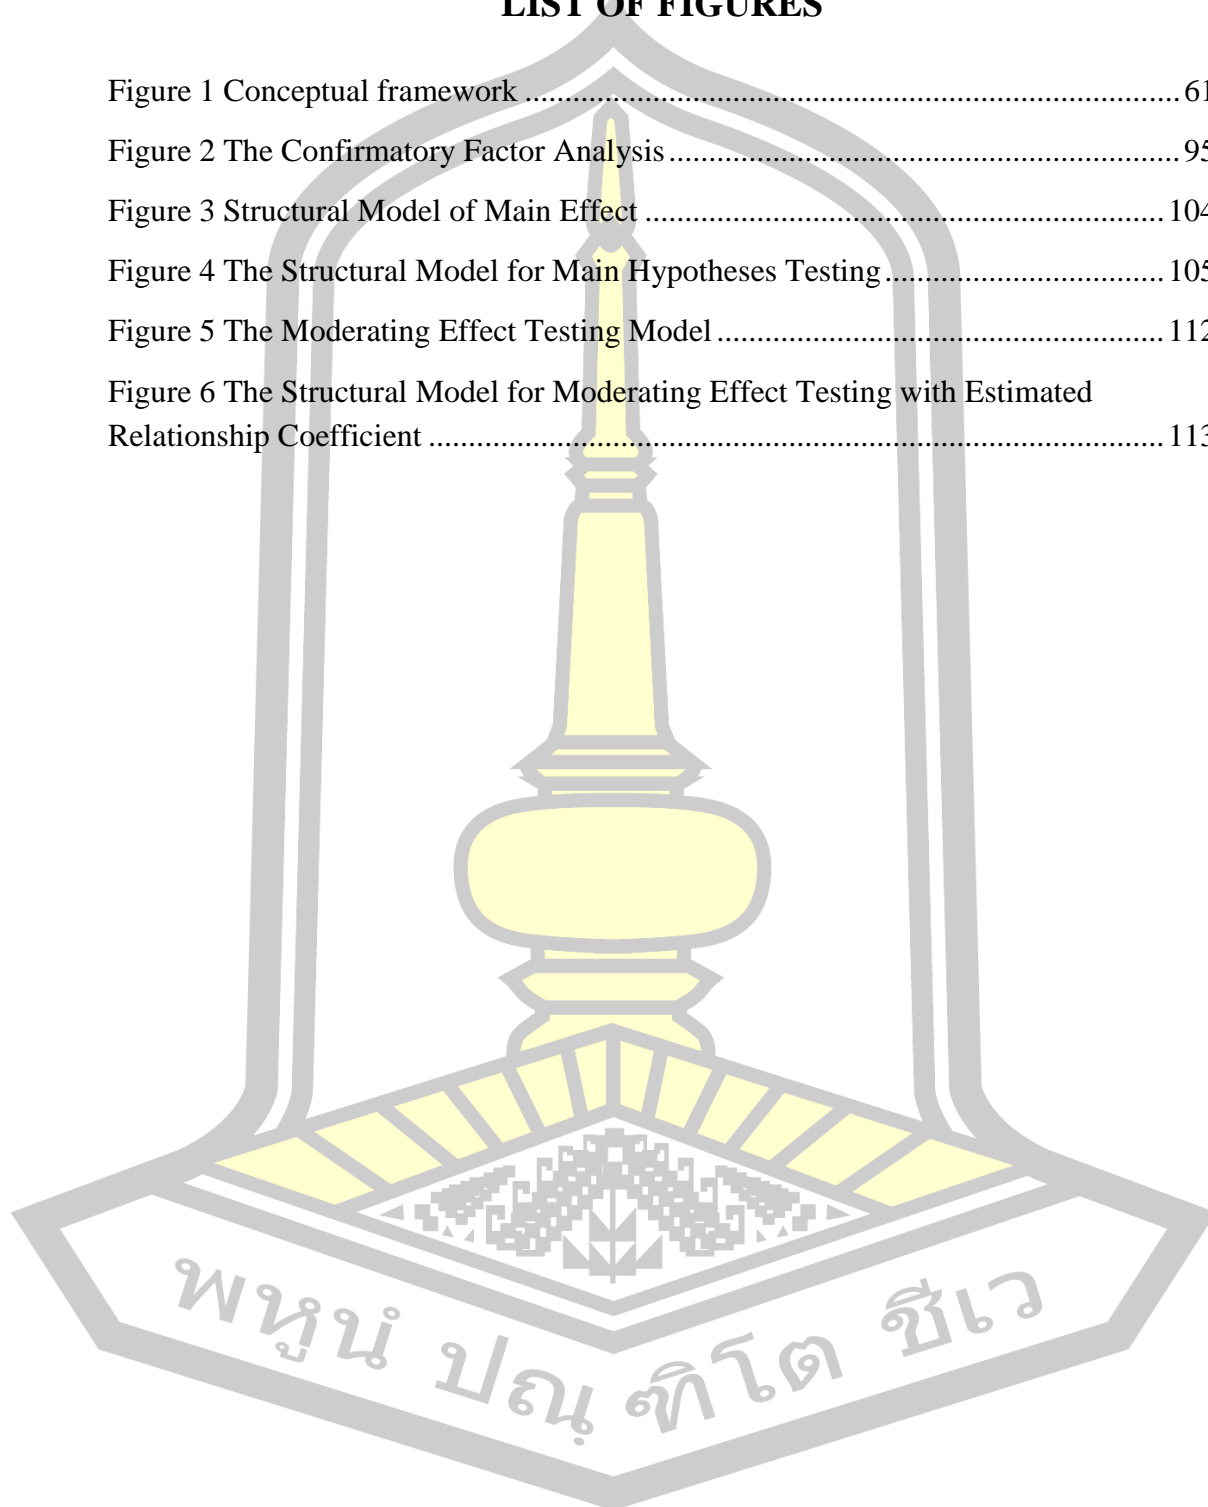 LIST OF FIGURES
Figure 1 Conceptual framework ................................................................................... 61
Figure 2 The Confirmatory Factor Analysis ................................................................. 95
Figure 3 Structural Model of Main Effect .................................................................. 104
Figure 4 The Structural Model for Main Hypotheses Testing ................................... 105
Figure 5 The Moderating Effect Testing Model ......................................................... 112
Figure 6 The Structural Model for Moderating Effect Testing with Estimated
Relationship Coefficient ............................................................................................. 113
พหูนํ ปณฺฑิโต ชีเว